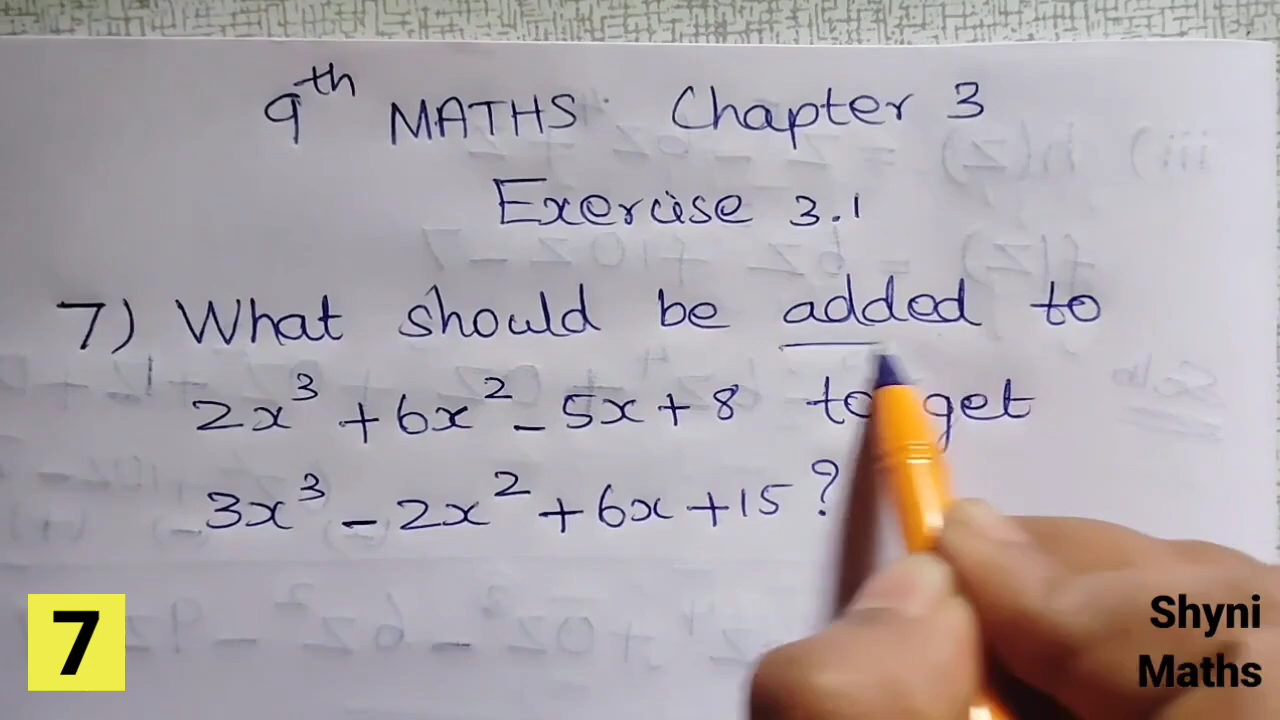 9th MATHS Chapter 3
Exercise 3.1
7) What should be added to
2x³ + 6x² - 5x + 8 to get
3x³ - 2x² + 6x + 15 ?
7
Shyni
Maths